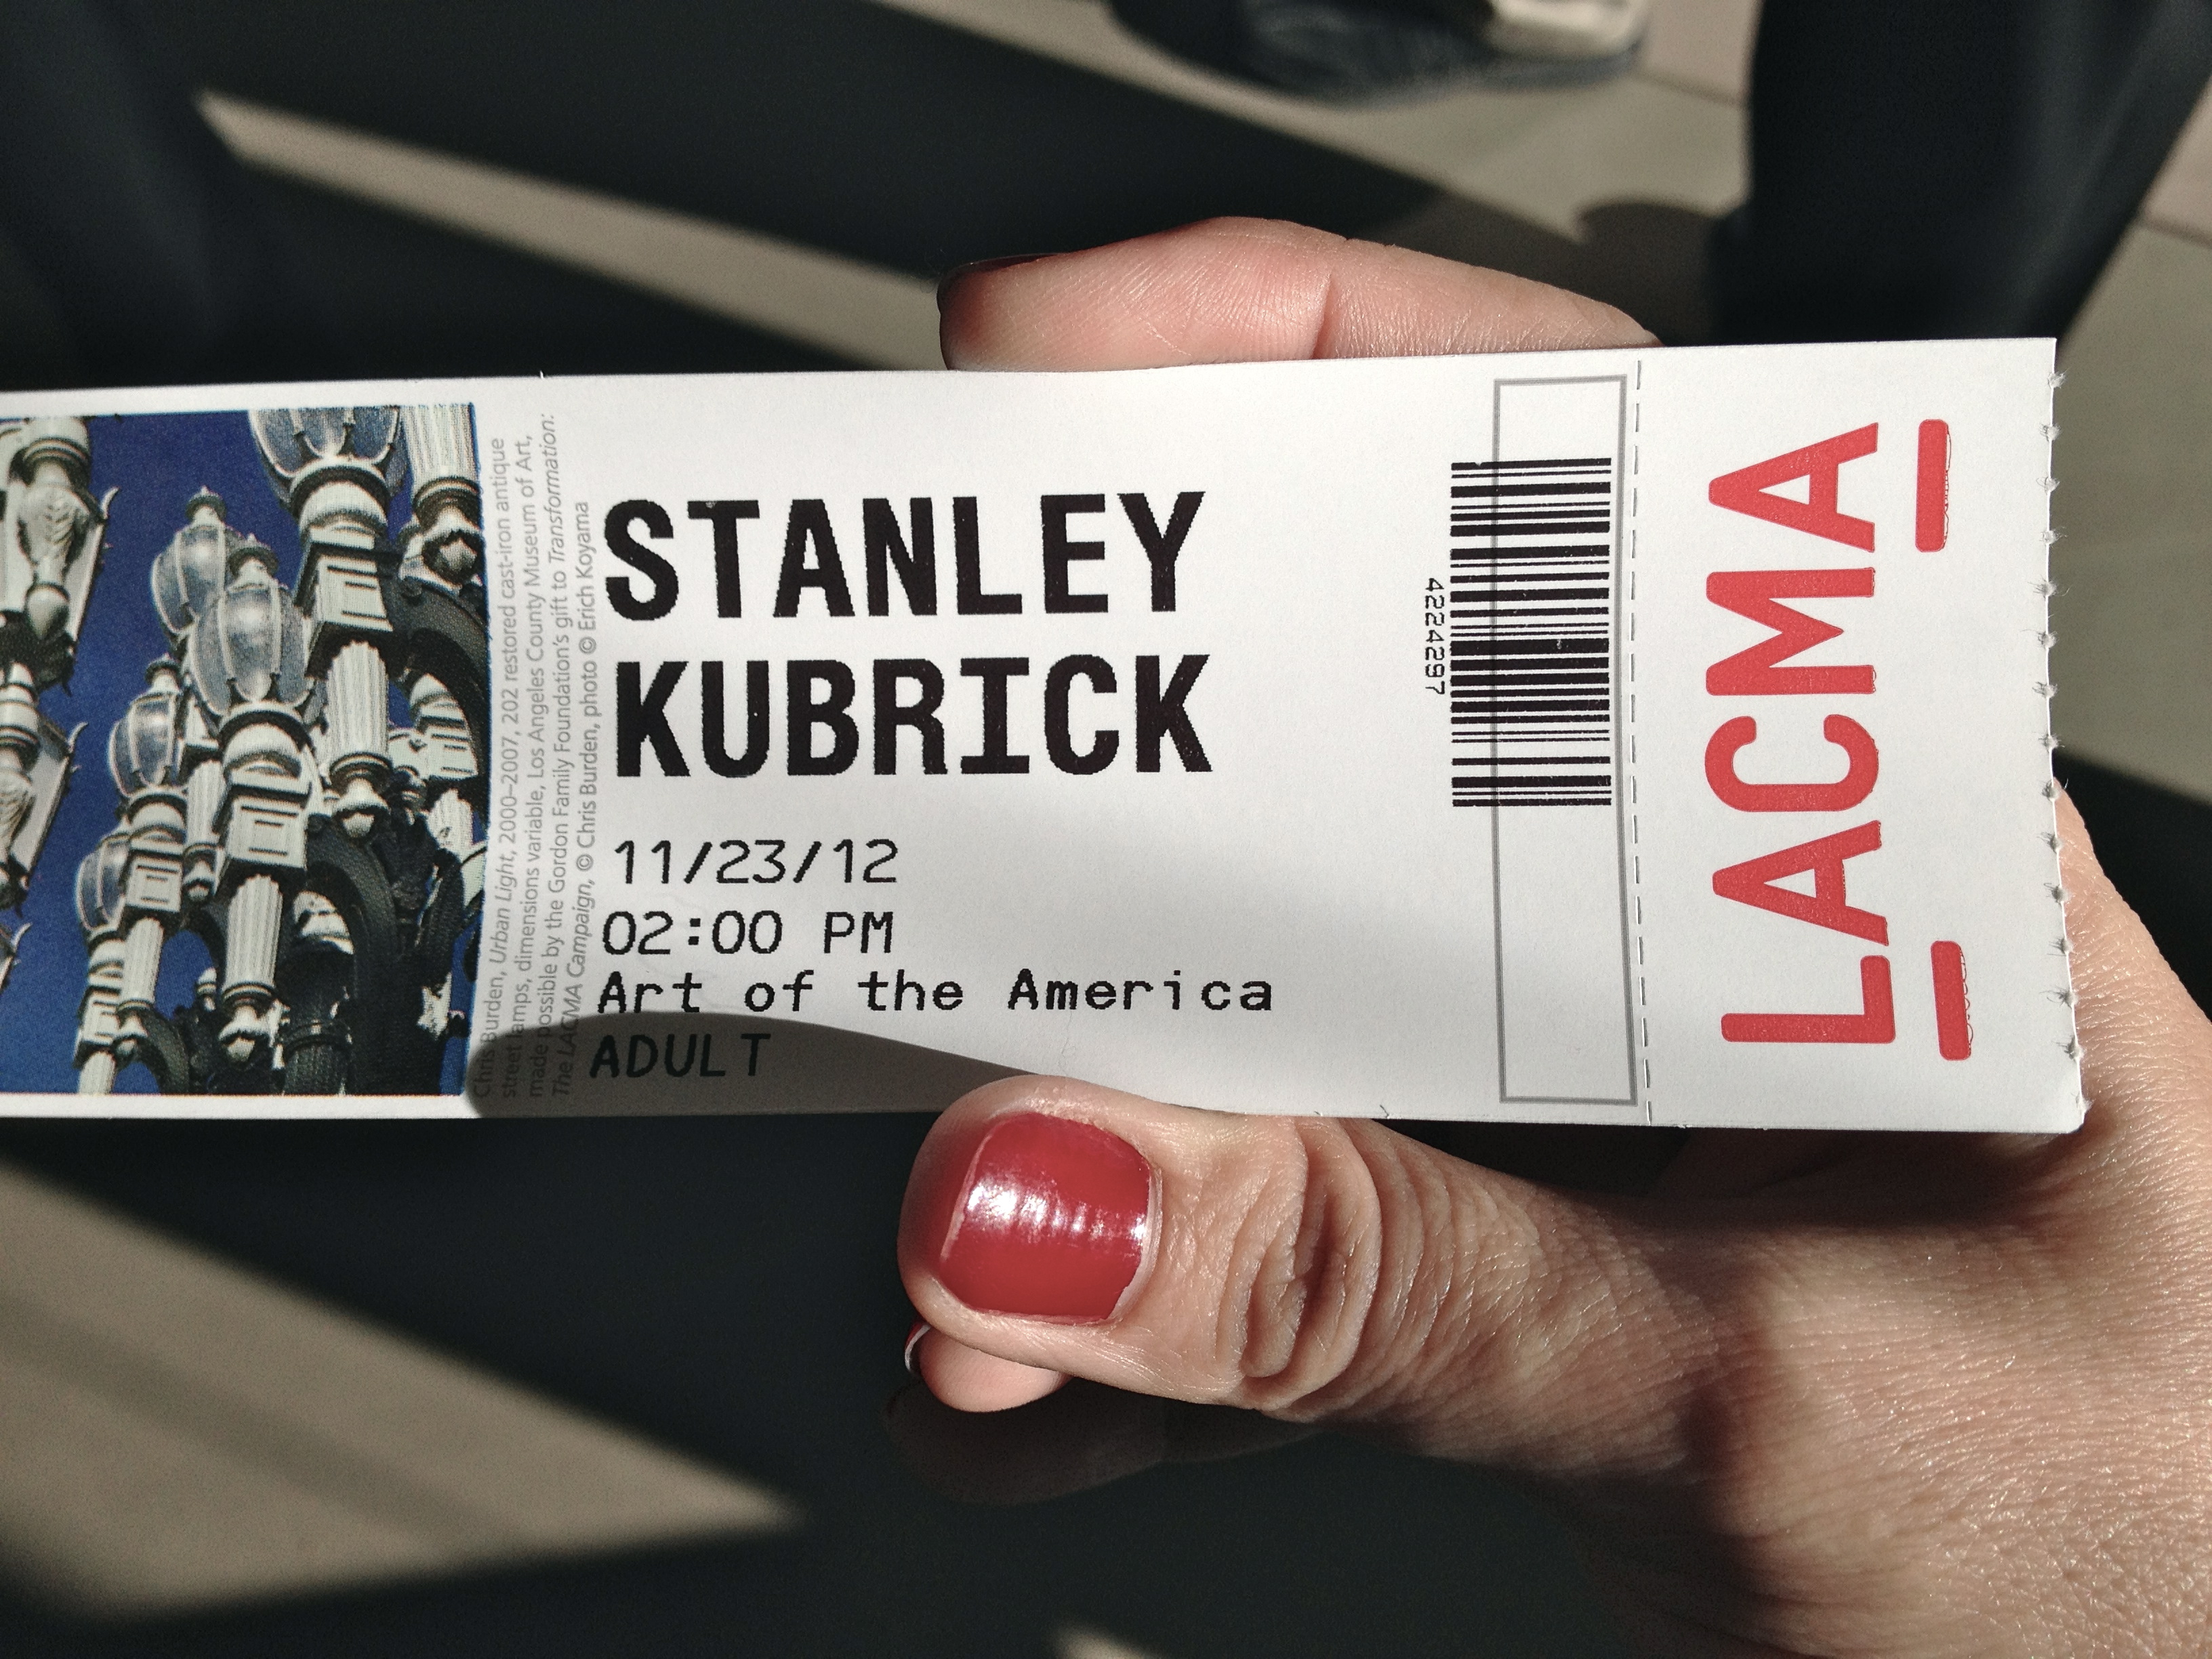 Chris Burden, Urban Light, 2000–2007, 202 restored cast-iron antique
street lamps, dimensions variable, Los Angeles County Museum of Art,
made possible by the Gordon Family Foundation's gift to Transformation:
The LACMA Campaign, © Chris Burden, photo © Erich Koyama
STANLEY
KUBRICK
11/23/12
02:00 PM
Art of the America
ADULT
4224297
LACMA